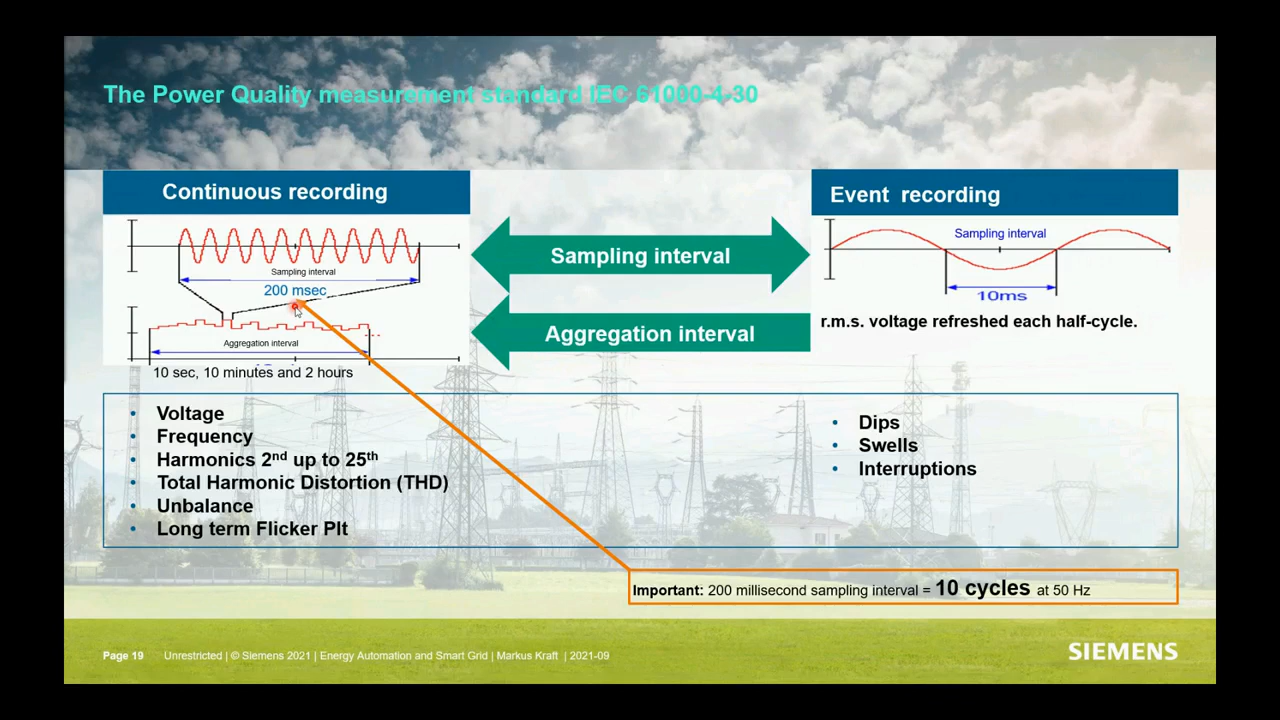 The Power Quality measurement standard IEC 61000-4-30
Continuous recording
Sampling interval
200 msec
Aggregation interval
10 sec, 10 minutes and 2 hours
Sampling interval
Aggregation interval
Event recording
Sampling interval
10ms
r.m.s. voltage refreshed each half-cycle.
• Voltage
• Frequency
• Harmonics 2nd up to 25th
• Total Harmonic Distortion (THD)
• Unbalance
• Long term Flicker Plt
• Dips
• Swells
• Interruptions
Important: 200 millisecond sampling interval = 10 cycles at 50 Hz
Page 19 Unrestricted | © Siemens 2021 | Energy Automation and Smart Grid | Markus Kraft | 2021-09
SIEMENS